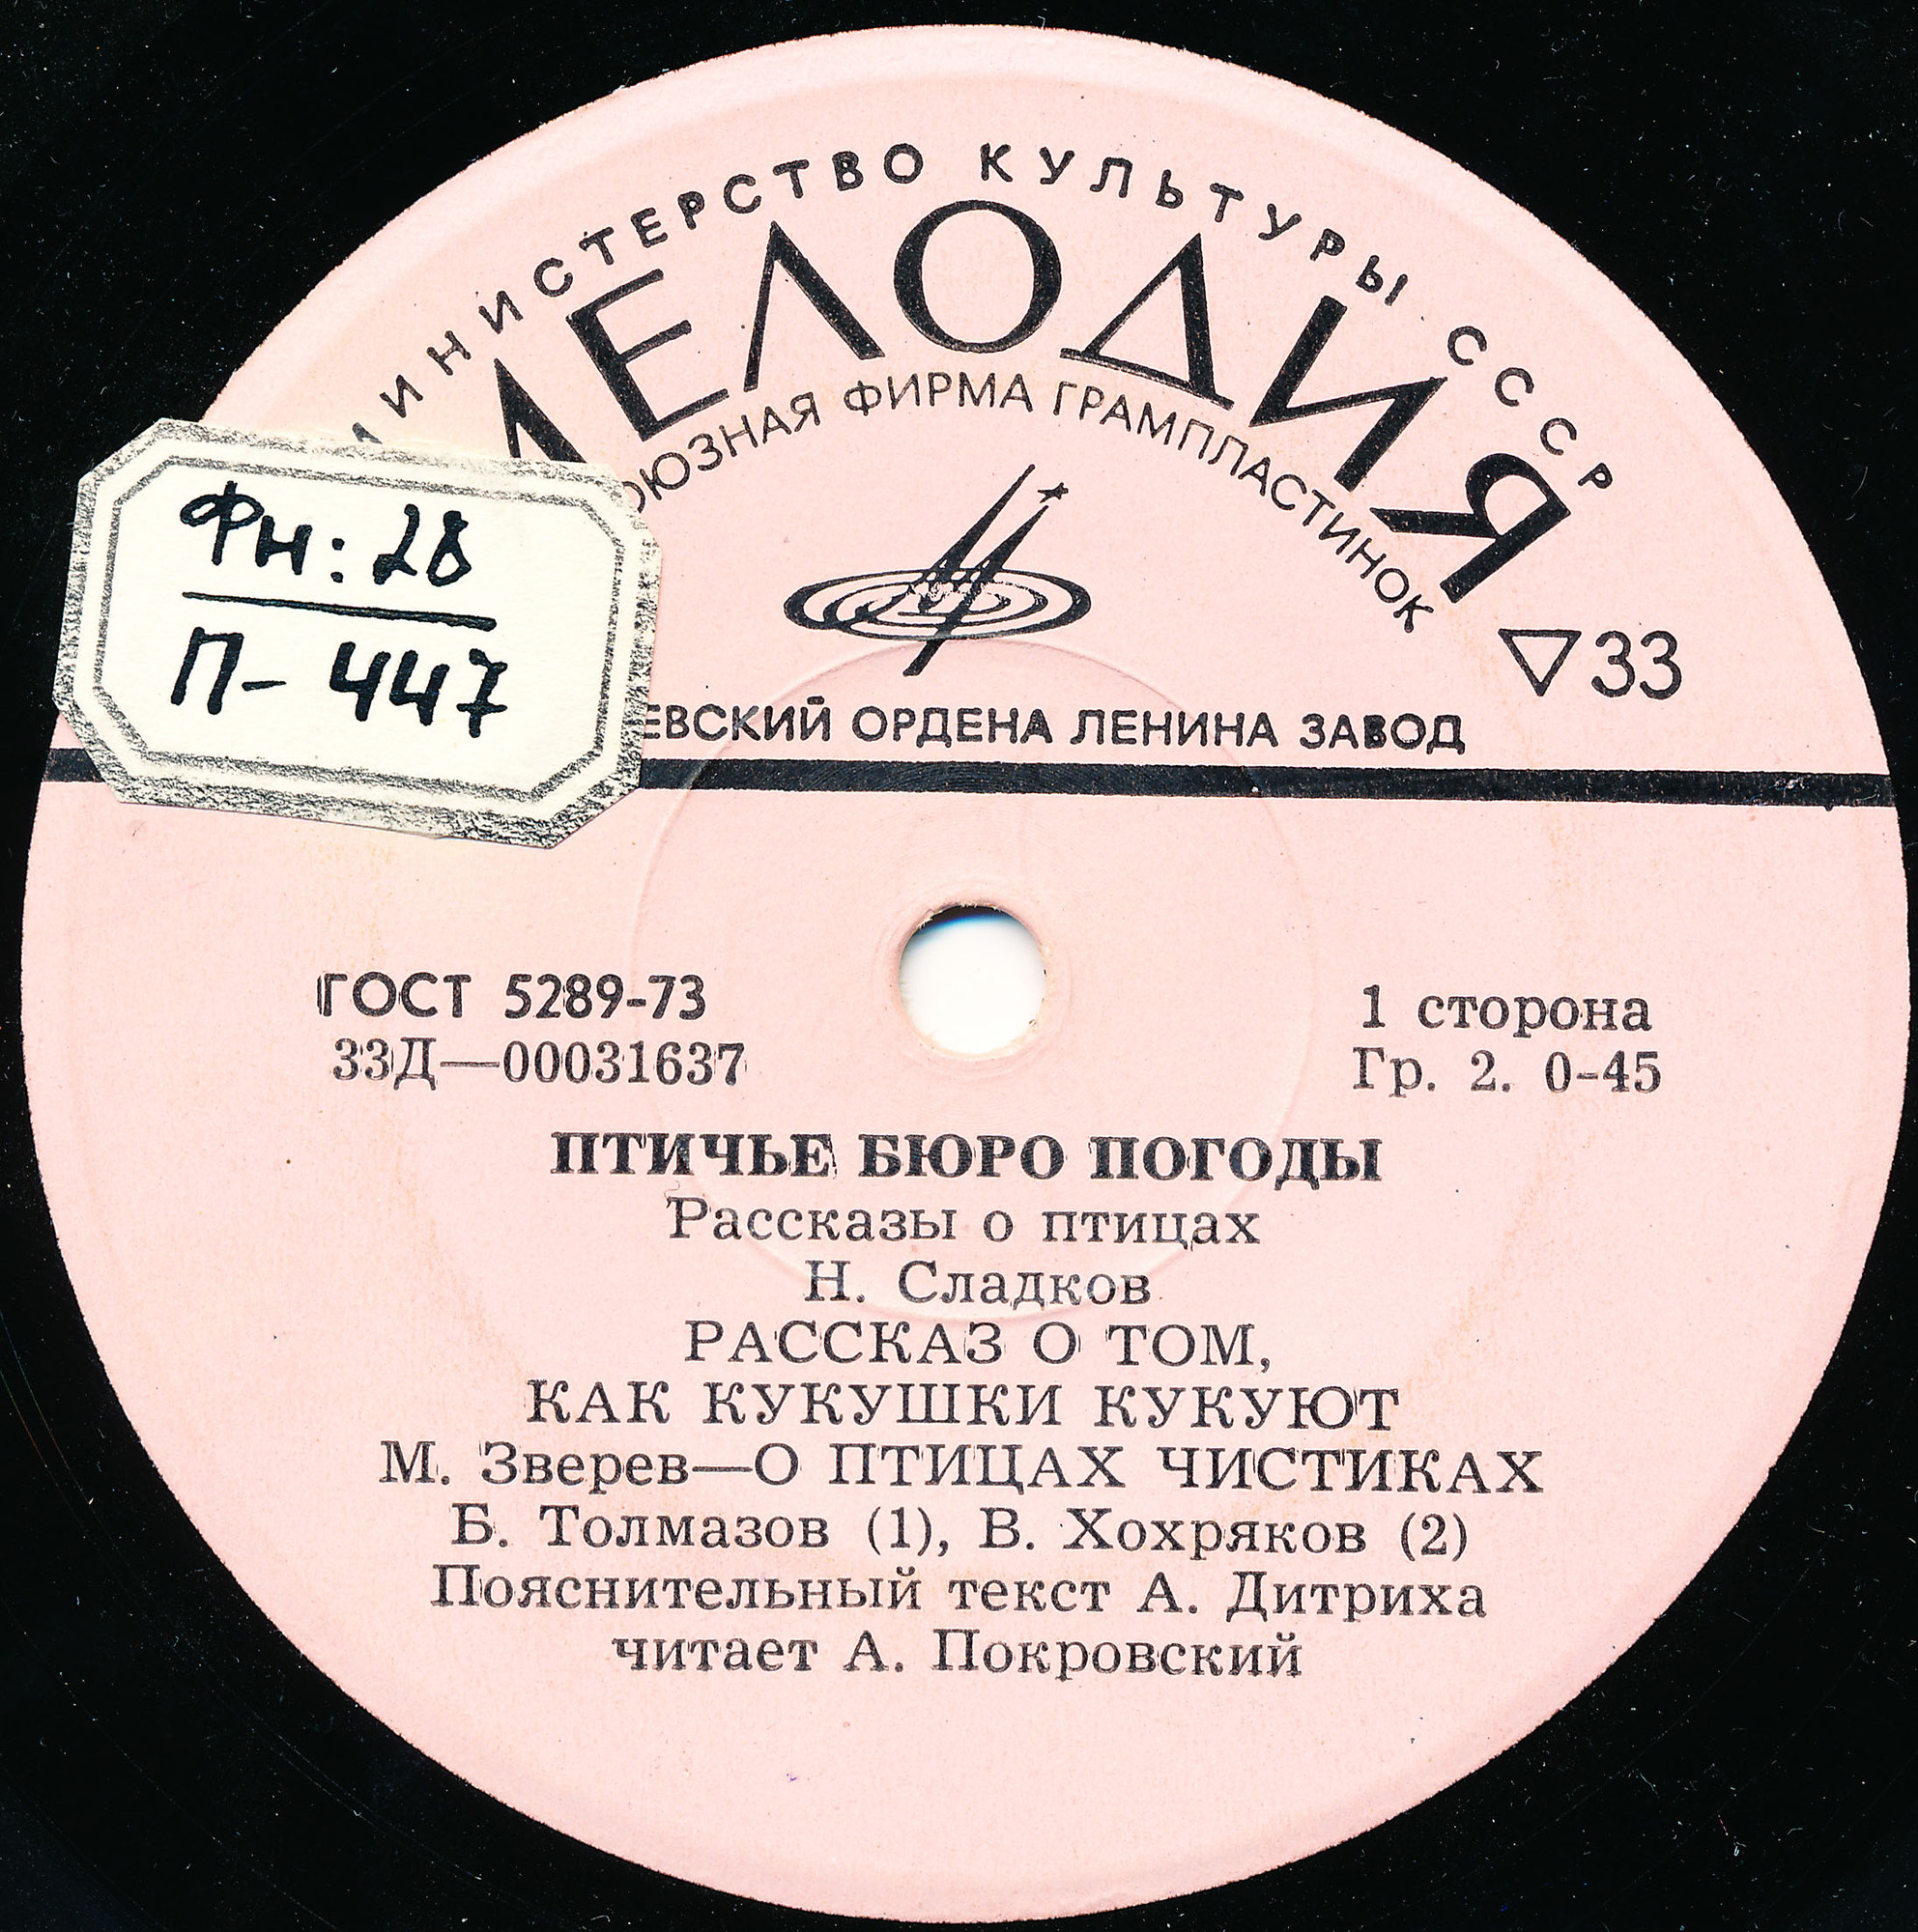 МИНИСТЕРСТВО КУЛЬТУРЫ СССР
МЕЛОДИЯ
ОЮЗНАЯ ФИРМА ГРАМПЛАСТИНОК
Фн: 28
П-447
▽33
ЕВСКИЙ ОРДЕНА ЛЕНИНА ЗАВОД
ГОСТ 5289-73
33Д—00031637
1 сторона
Гр. 2. 0-45
ПТИЧЬЕ БЮРО ПОГОДЫ
Рассказы о птицах
Н. Сладков
РАССКАЗ О ТОМ,
КАК КУКУШКИ КУКУЮТ
М. Зверев—О ПТИЦАХ ЧИСТИКАХ
Б. Толмазов (1), В. Хохряков (2)
Пояснительный текст А. Дитриха
читает А. Покровский